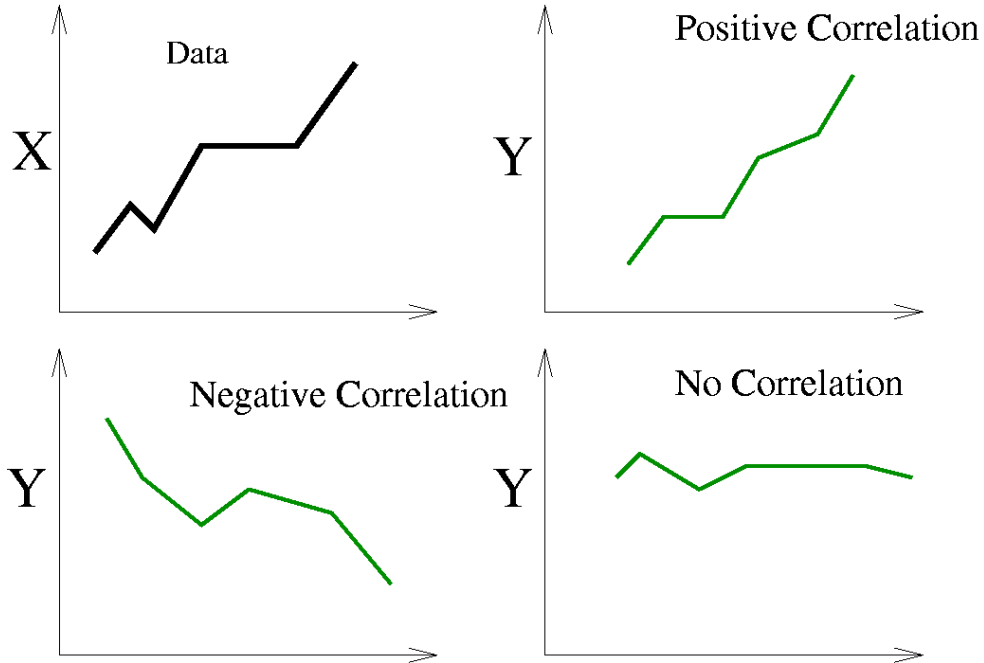 Data
X
Positive Correlation
Y
Negative Correlation
Y
No Correlation
Y